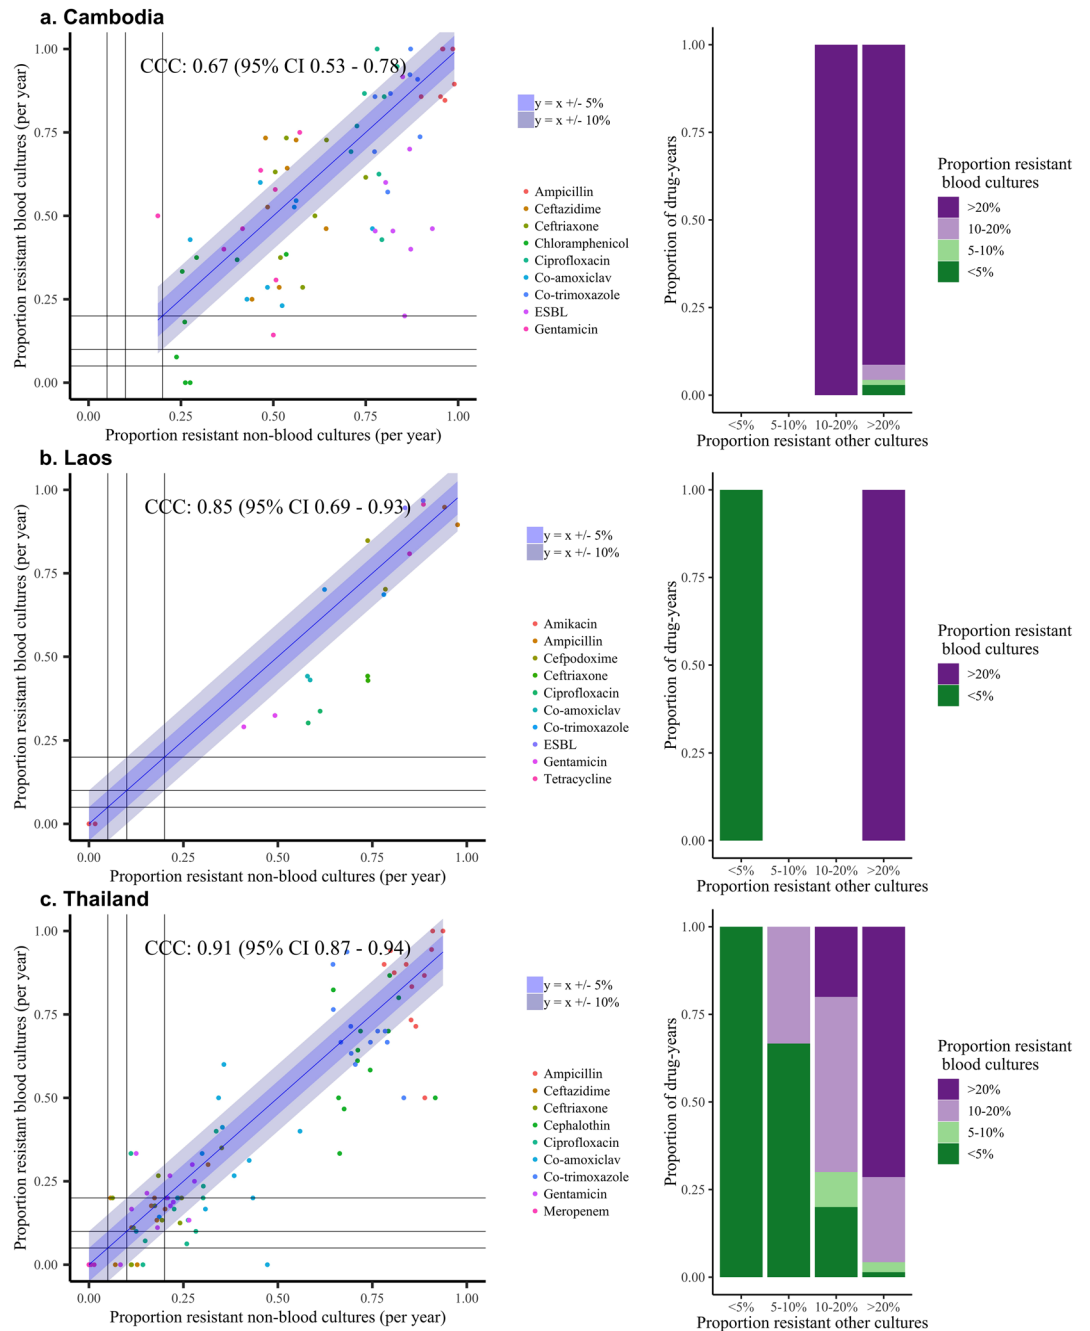 a. Cambodia
CCC: 0.67 (95% CI 0.53 - 0.78)
Proportion resistant blood cultures (per year)
1.00
0.75
0.50
0.25
0.00
0.00
0.25
0.50
0.75
1.00
Proportion resistant non-blood cultures (per year)
y = x +/- 5%
y = x +/- 10%
Ampicillin
Ceftazidime
Ceftriaxone
Chloramphenicol
Ciprofloxacin
Co-amoxiclav
Co-trimoxazole
ESBL
Gentamicin
Proportion of drug-years
1.00
0.75
0.50
0.25
0.00
<5%
5-10%
10-20%
>20%
Proportion resistant other cultures
Proportion resistant
blood cultures
>20%
10-20%
5-10%
<5%
b. Laos
CCC: 0.85 (95% CI 0.69 - 0.93)
Proportion resistant blood cultures (per year)
1.00
0.75
0.50
0.25
0.00
0.00
0.25
0.50
0.75
1.00
Proportion resistant non-blood cultures (per year)
y = x +/- 5%
y = x +/- 10%
Amikacin
Ampicillin
Cefpodoxime
Ceftriaxone
Ciprofloxacin
Co-amoxiclav
Co-trimoxazole
ESBL
Gentamicin
Tetracycline
Proportion of drug-years
1.00
0.75
0.50
0.25
0.00
<5%
5-10%
10-20%
>20%
Proportion resistant other cultures
Proportion resistant
blood cultures
>20%
<5%
c. Thailand
CCC: 0.91 (95% CI 0.87 - 0.94)
Proportion resistant blood cultures (per year)
1.00
0.75
0.50
0.25
0.00
0.00
0.25
0.50
0.75
1.00
Proportion resistant non-blood cultures (per year)
y = x +/- 5%
y = x +/- 10%
Ampicillin
Ceftazidime
Ceftriaxone
Cephalothin
Ciprofloxacin
Co-amoxiclav
Co-trimoxazole
Gentamicin
Meropenem
Proportion of drug-years
1.00
0.75
0.50
0.25
0.00
<5%
5-10%
10-20%
>20%
Proportion resistant other cultures
Proportion resistant
blood cultures
>20%
10-20%
5-10%
<5%